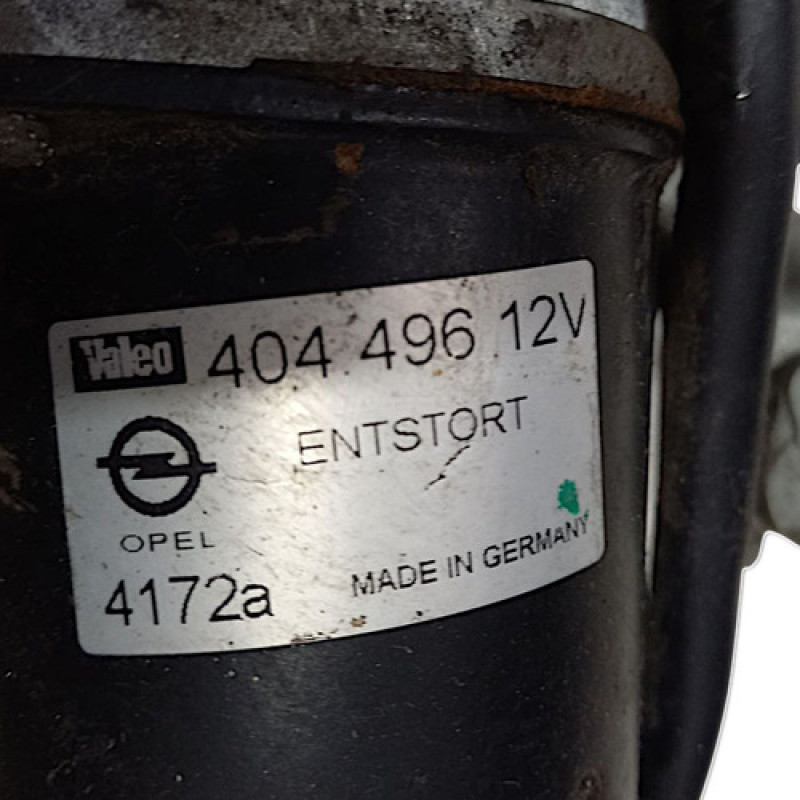 Valeo 404 496 12V
ENTSTORT
OPEL
4172a MADE IN GERMANY